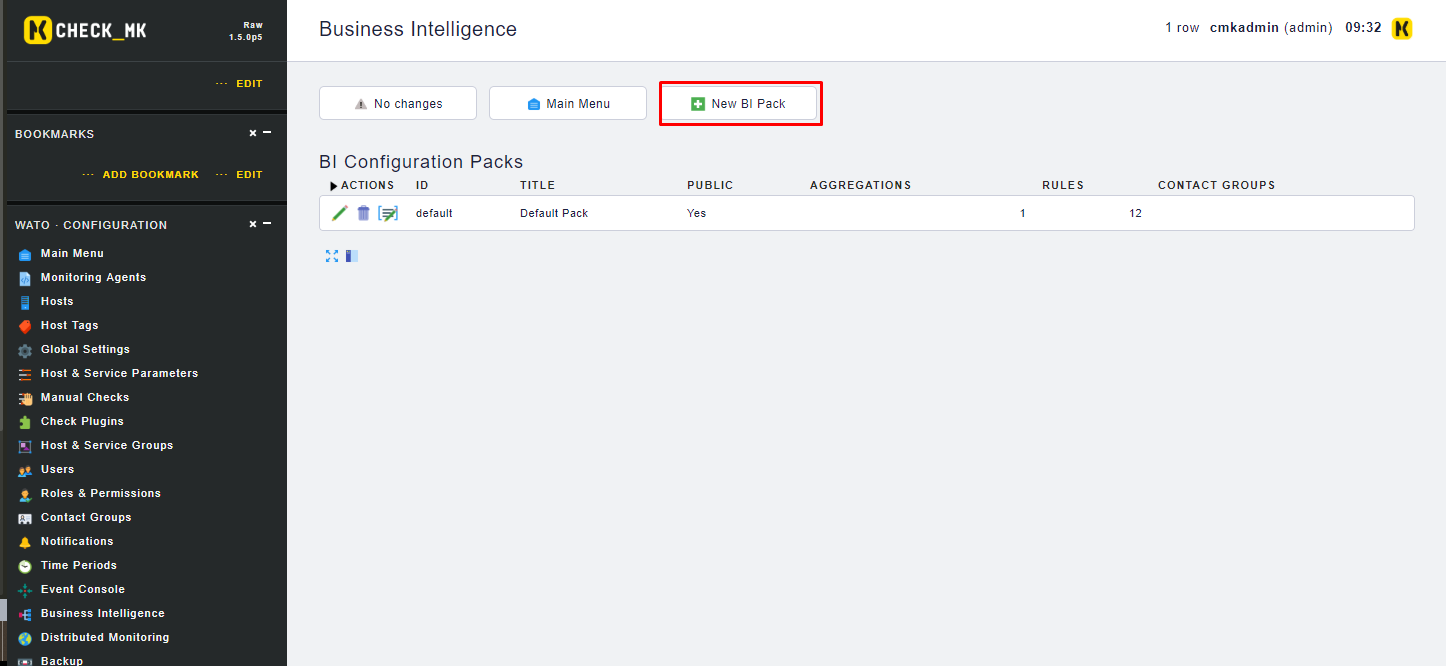 CHECK_MK
Raw
1.5.0p5
Business Intelligence
1 row cmkadmin (admin) 09:32
··· EDIT
No changes
Main Menu
New BI Pack
BOOKMARKS
··· ADD BOOKMARK ··· EDIT
BI Configuration Packs
ACTIONS ID TITLE PUBLIC AGGREGATIONS RULES CONTACT GROUPS
default Default Pack Yes 1 12
WATO · CONFIGURATION
Main Menu
Monitoring Agents
Hosts
Host Tags
Global Settings
Host & Service Parameters
Manual Checks
Check Plugins
Host & Service Groups
Users
Roles & Permissions
Contact Groups
Notifications
Time Periods
Event Console
Business Intelligence
Distributed Monitoring
Backup